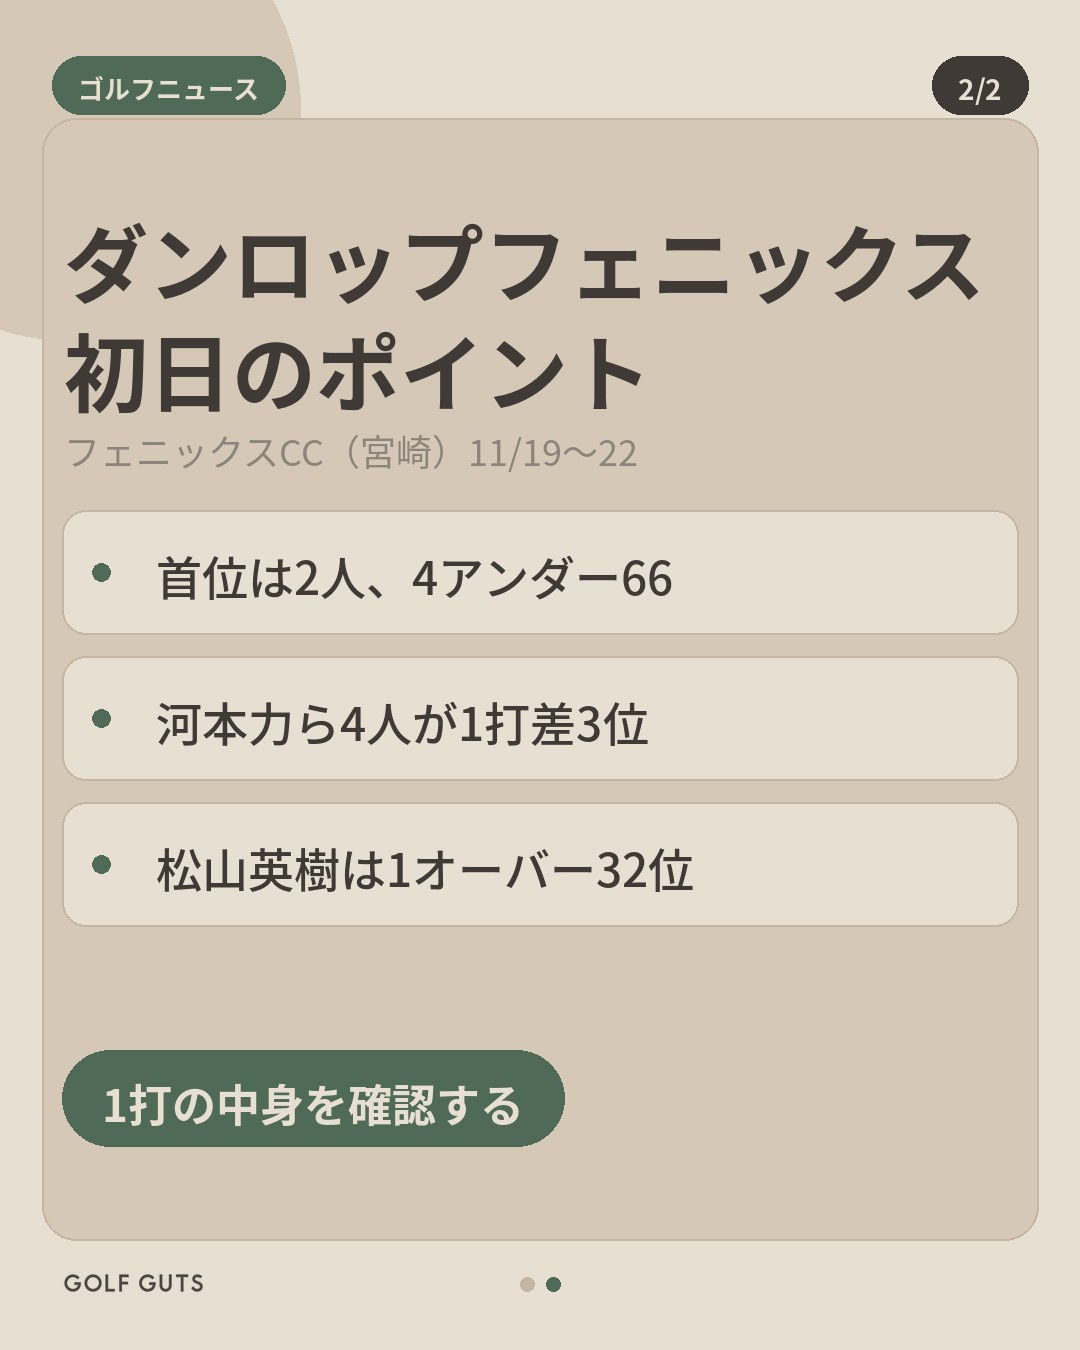 ゴルフニュース
2/2
ダンロップフェニックス
初日のポイント
フェニックスCC（宮崎）11/19〜22
首位は2人、4アンダー66
河本力ら4人が1打差3位
松山英樹は1オーバー32位
1打の中身を確認する
GOLF GUTS